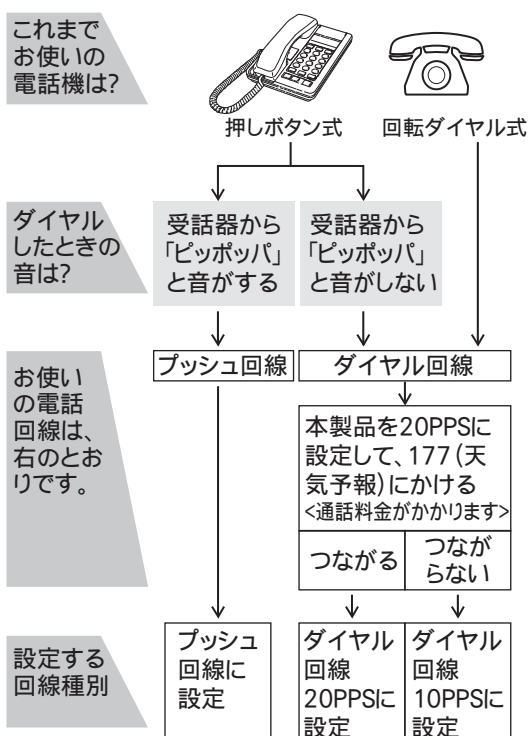 これまで
お使いの
電話機は?
押しボタン式
回転ダイヤル式
ダイヤル
したときの
音は?
受話器から
「ピッポッパ」
と音がする
受話器から
「ピッポッパ」
と音がしない
お使い
の電話
回線は、
右のとお
りです。
プッシュ回線
ダイヤル回線
本製品を20PPSに
設定して、177(天
気予報)にかける
<通話料金がかかります>
つながる
つなが
らない
設定する
回線種別
プッシュ
回線に
設定
ダイヤル
回線
20PPSに
設定
ダイヤル
回線
10PPSに
設定